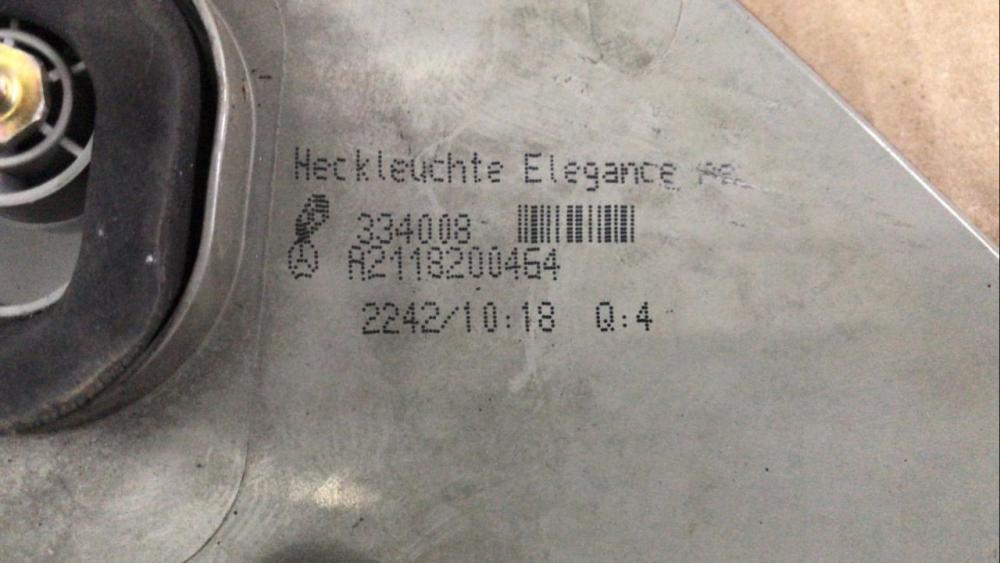 Heckleuchte Elegance
334008
A2118200464
2242/10:18 Q:4